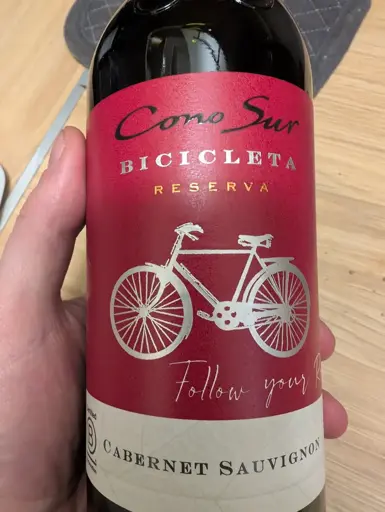 Cono Sur
BICICLETA
RESERVA
Follow your
CABERNET SAUVIGNON